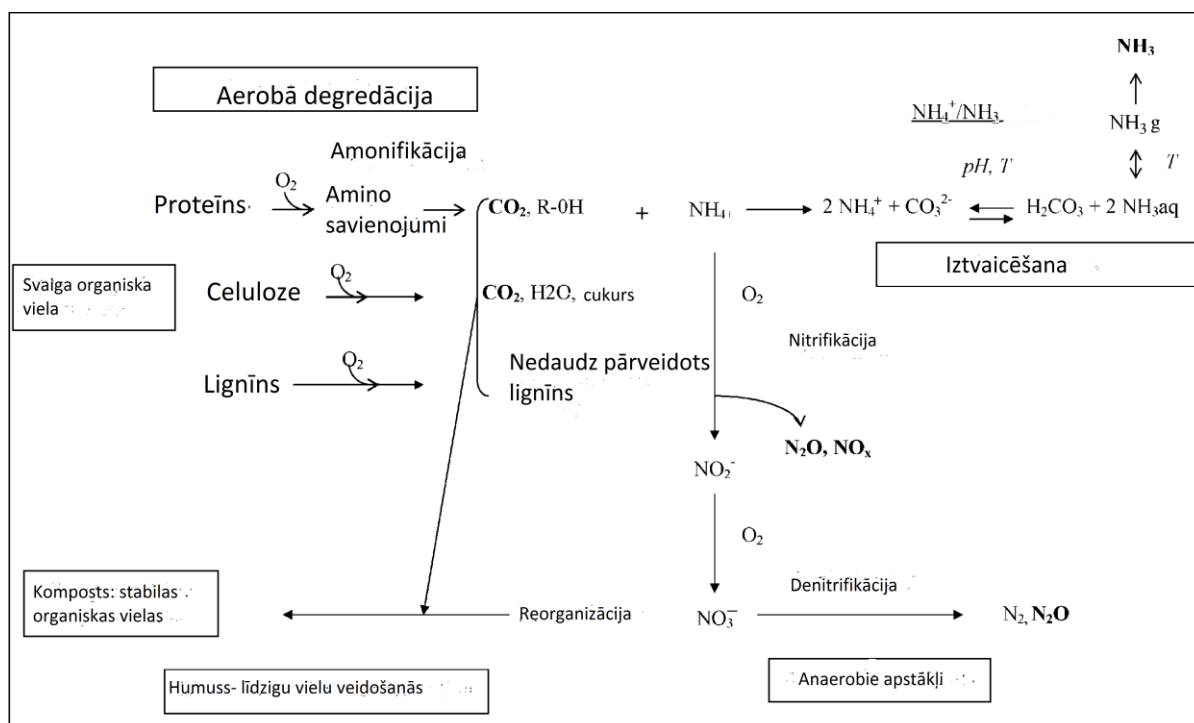 NH₃
Aerobā degredācija
NH₄⁺/NH₃
NH₃ g
Amonifikācija
pH, T
T
Proteīns
O₂
Amino
savienojumi
CO₂, R-0H
+
NH₄
2 NH₄⁺ + CO₃²⁻
H₂CO₃ + 2 NH₃aq
Iztvaicēšana
Svaiga organiska
viela
Celuloze
O₂
CO₂, H2O, cukurs
O₂
Nitrifikācija
Lignīns
O₂
Nedaudz pārveidots
lignīns
N₂O, NOₓ
NO₂⁻
O₂
Komposts: stabilas
organiskas vielas
Denitrifikācija
Reorganizācija
NO₃⁻
N₂, N₂O
Humuss- līdzigu vielu veidošanās
Anaerobie apstākļi